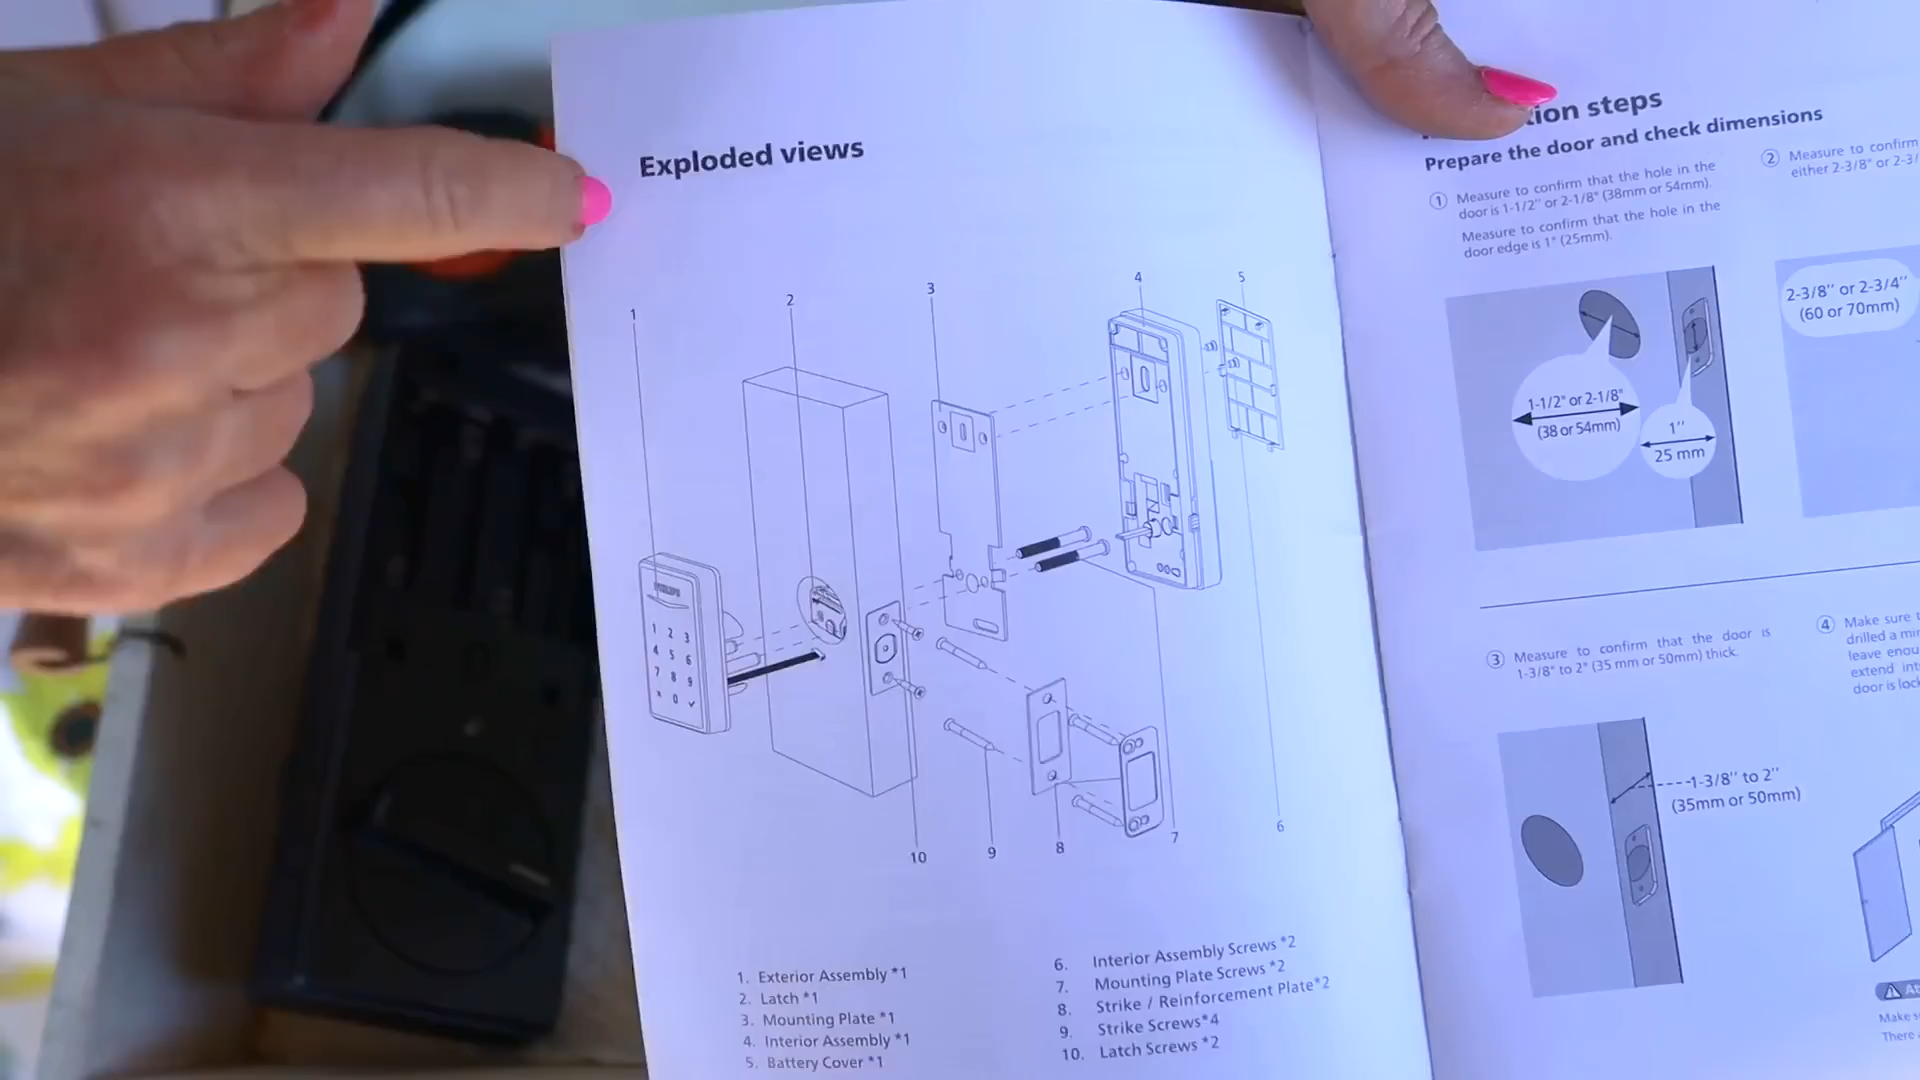 Exploded views
1
2
3
4
5
1 2 3
4 5 6
7 8 9
* 0 ✓
10
9
8
7
6
1. Exterior Assembly *1
2. Latch *1
3. Mounting Plate *1
4. Interior Assembly *1
5. Battery Cover *1
6. Interior Assembly Screws *2
7. Mounting Plate Screws *2
8. Strike / Reinforcement Plate*2
9. Strike Screws*4
10. Latch Screws *2
tion steps
Prepare the door and check dimensions
① Measure to confirm that the hole in the
door is 1-1/2" or 2-1/8" (38mm or 54mm).
Measure to confirm that the hole in the
door edge is 1" (25mm).
1-1/2" or 2-1/8"
(38 or 54mm)
1''
25 mm
② Measure to confirm
either 2-3/8" or 2-3/
2-3/8'' or 2-3/4''
(60 or 70mm)
③ Measure to confirm that the door is
1-3/8" to 2" (35 mm or 50mm) thick.
1-3/8'' to 2''
(35mm or 50mm)
④ Make sure
drilled a
leave
extend
door is
Make
There